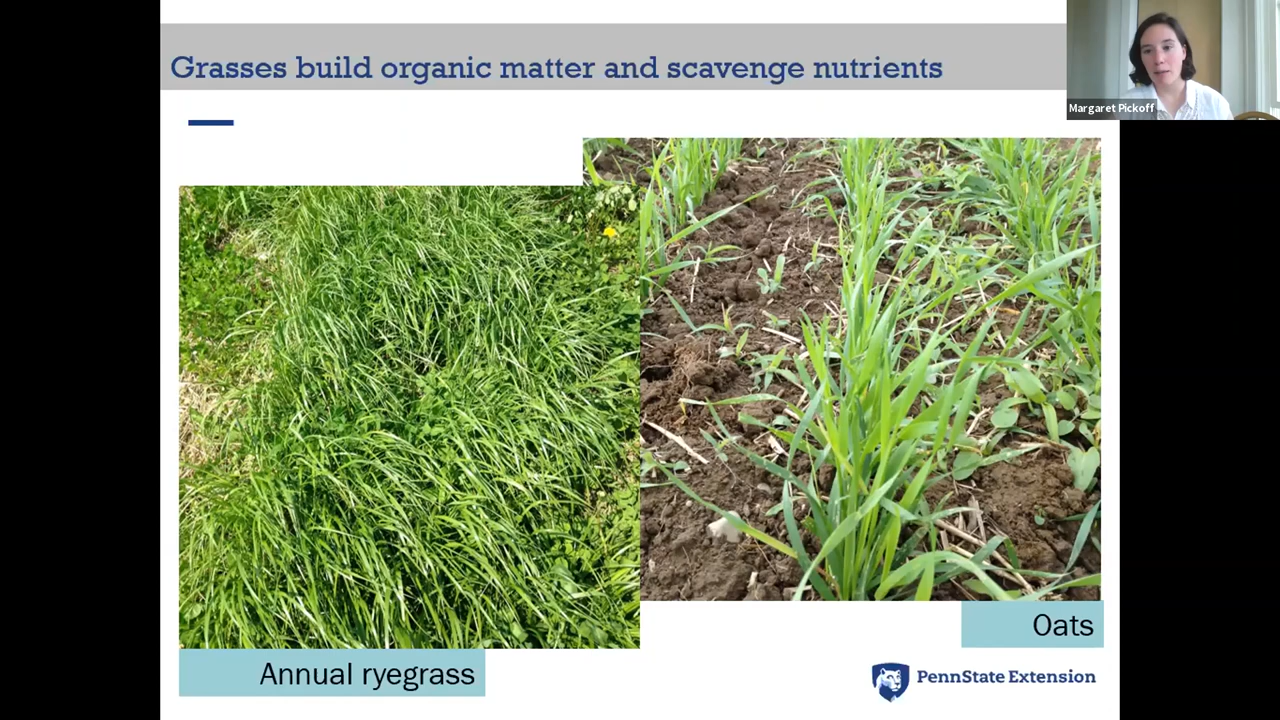 Grasses build organic matter and scavenge nutrients
Margaret Pickoff
Oats
Annual ryegrass
PennState Extension